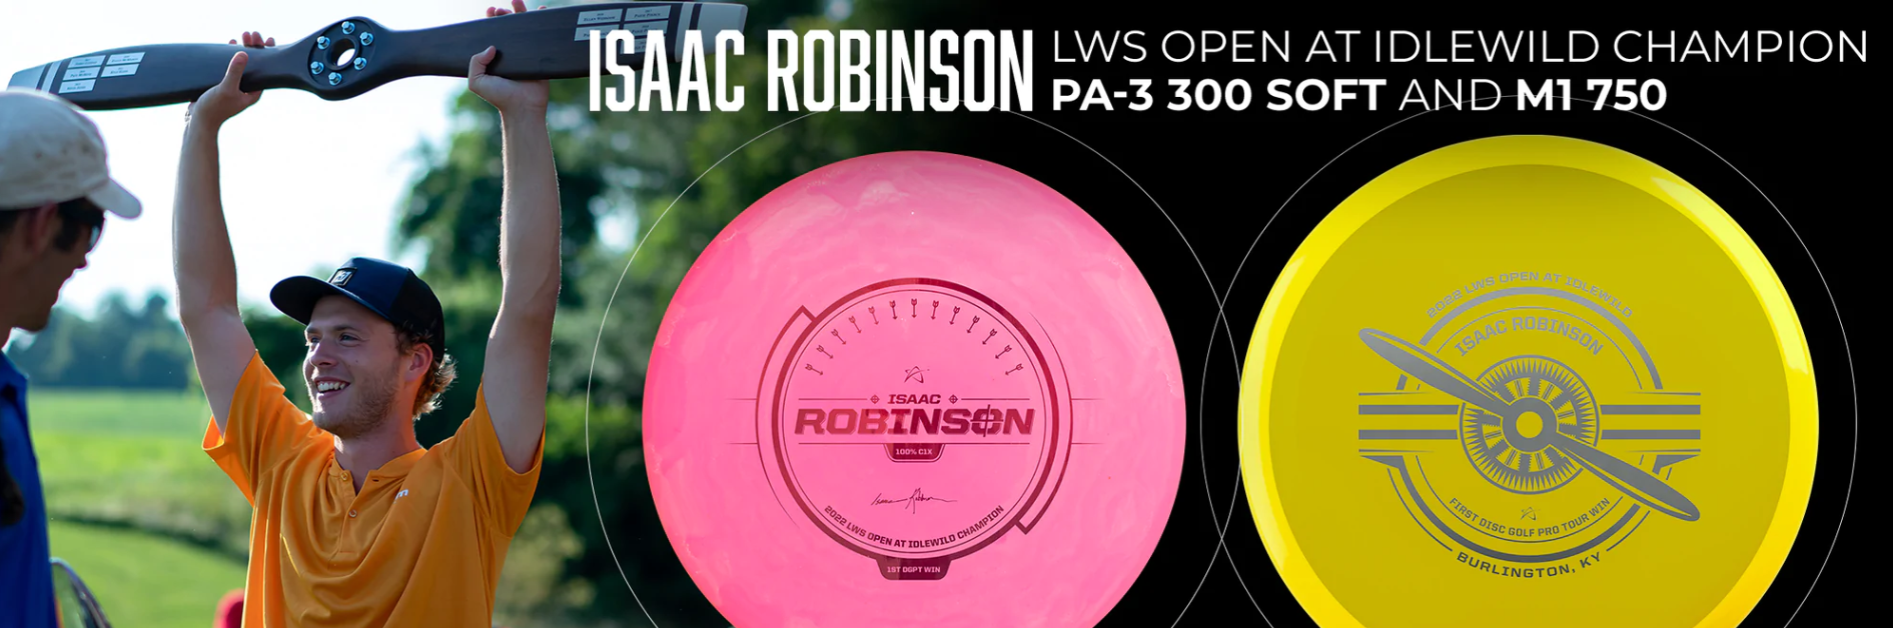 ISAAC ROBINSON
LWS OPEN AT IDLEWILD CHAMPION
PA-3 300 SOFT AND M1 750
ISAAC
ROBINSON
100% C1X
2022 LWS OPEN AT IDLEWILD CHAMPION
1ST DGPT WIN
2022 LWS OPEN AT IDLEWILD
ISAAC ROBINSON
FIRST DISC GOLF PRO TOUR WIN
BURLINGTON, KY